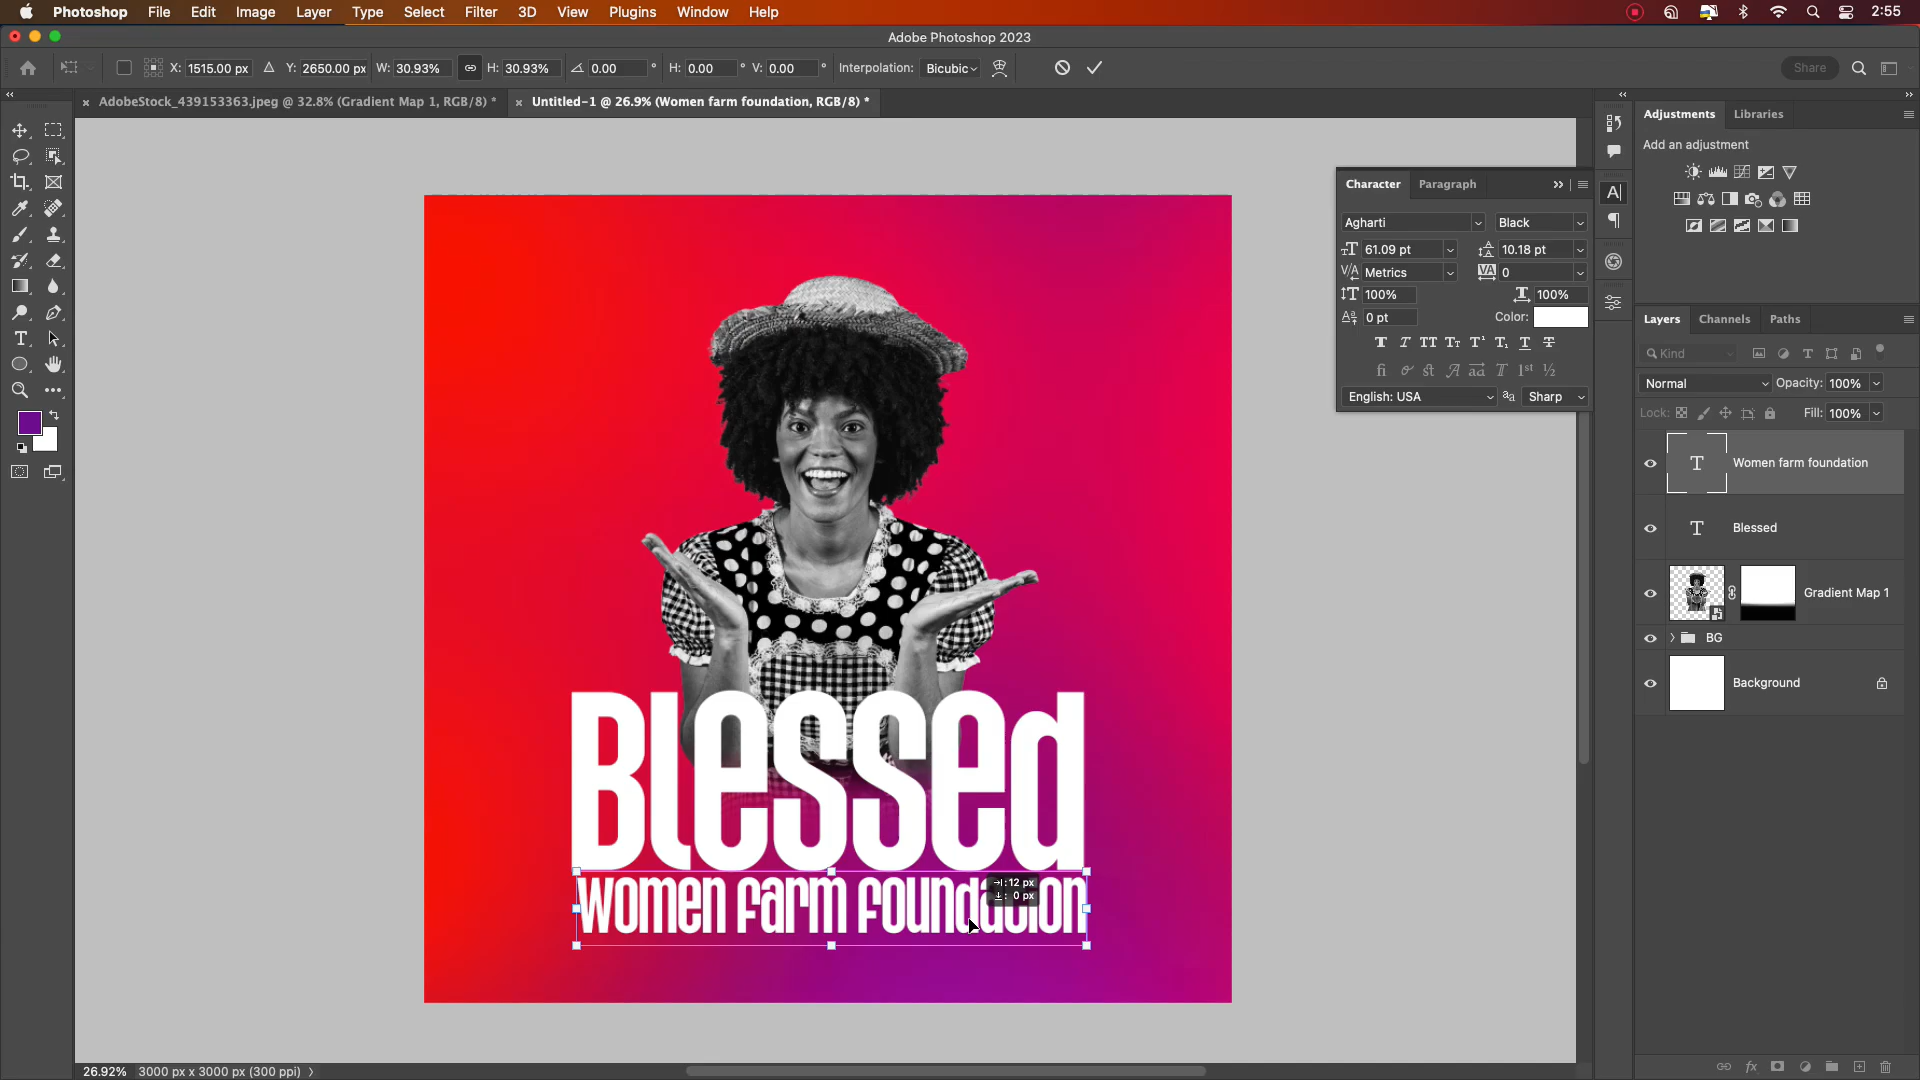 Photoshop File Edit Image Layer Type Select Filter 3D View Plugins Window Help 2:55
Adobe Photoshop 2023
X: 1515.00 px Y: 2650.00 px W: 30.93% H: 30.93% 0.00 ° H: 0.00 ° V: 0.00 ° Interpolation: Bicubic Share
× AdobeStock_439153363.jpeg @ 32.8% (Gradient Map 1, RGB/8) * × Untitled-1 @ 26.9% (Women farm foundation, RGB/8) *
Adjustments Libraries
Add an adjustment
Character Paragraph
Agharti Black
61.09 pt 10.18 pt
Metrics 0
100% 100%
0 pt Color:
English: USA Sharp
Layers Channels Paths
Kind
Normal Opacity: 100%
Lock: Fill: 100%
Women farm foundation
Blessed
Gradient Map 1
BG
Background
Blessed
women farm foundation
12 px
0 px
26.92% 3000 px x 3000 px (300 ppi)